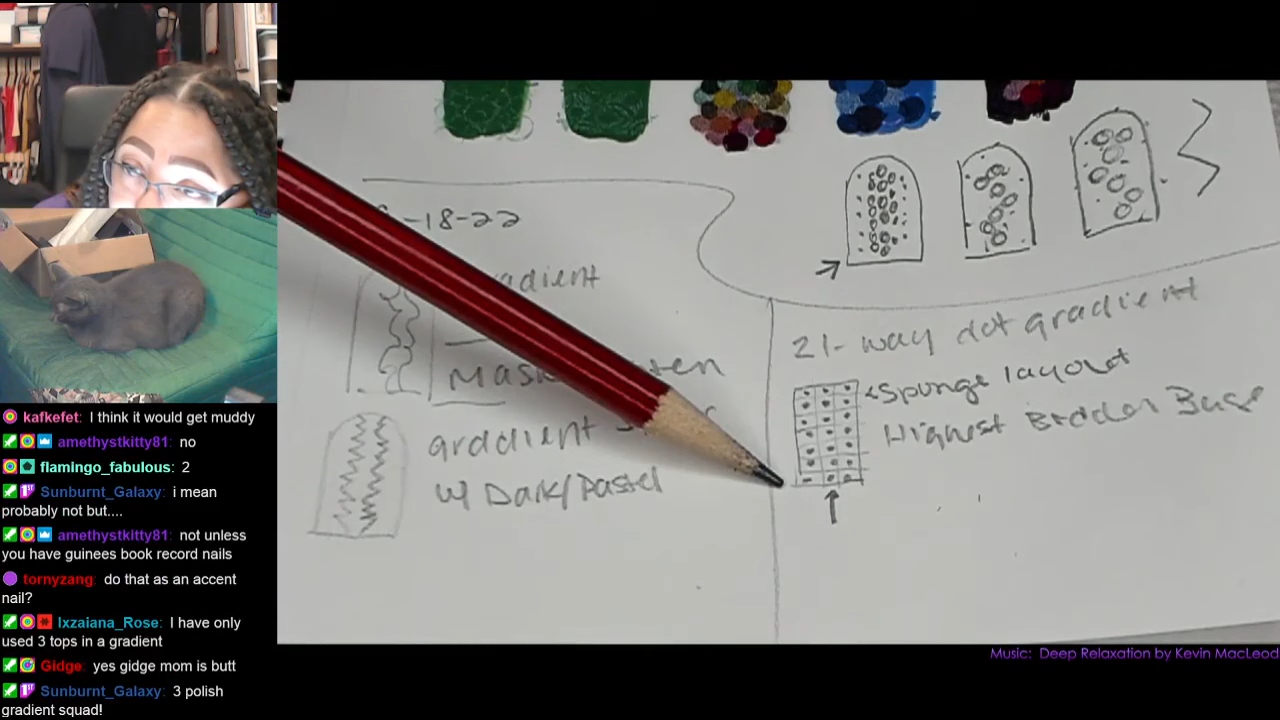 -18-22
adient
gradient
w/ Dark/Pastel
21-way dot gradient
Sponge layout
Highest Bidder Base
kafkefet: I think it would get muddy
amethystkitty81: no
flamingo_fabulous: 2
Sunburnt_Galaxy: i mean
probably not but....
amethystkitty81: not unless
you have guinees book record nails
tornyzang: do that as an accent
nail?
Ixzaiana_Rose: I have only
used 3 tops in a gradient
Gidge: yes gidge mom is butt
Sunburnt_Galaxy: 3 polish
gradient squad!
Music: Deep Relaxation by Kevin MacLeod